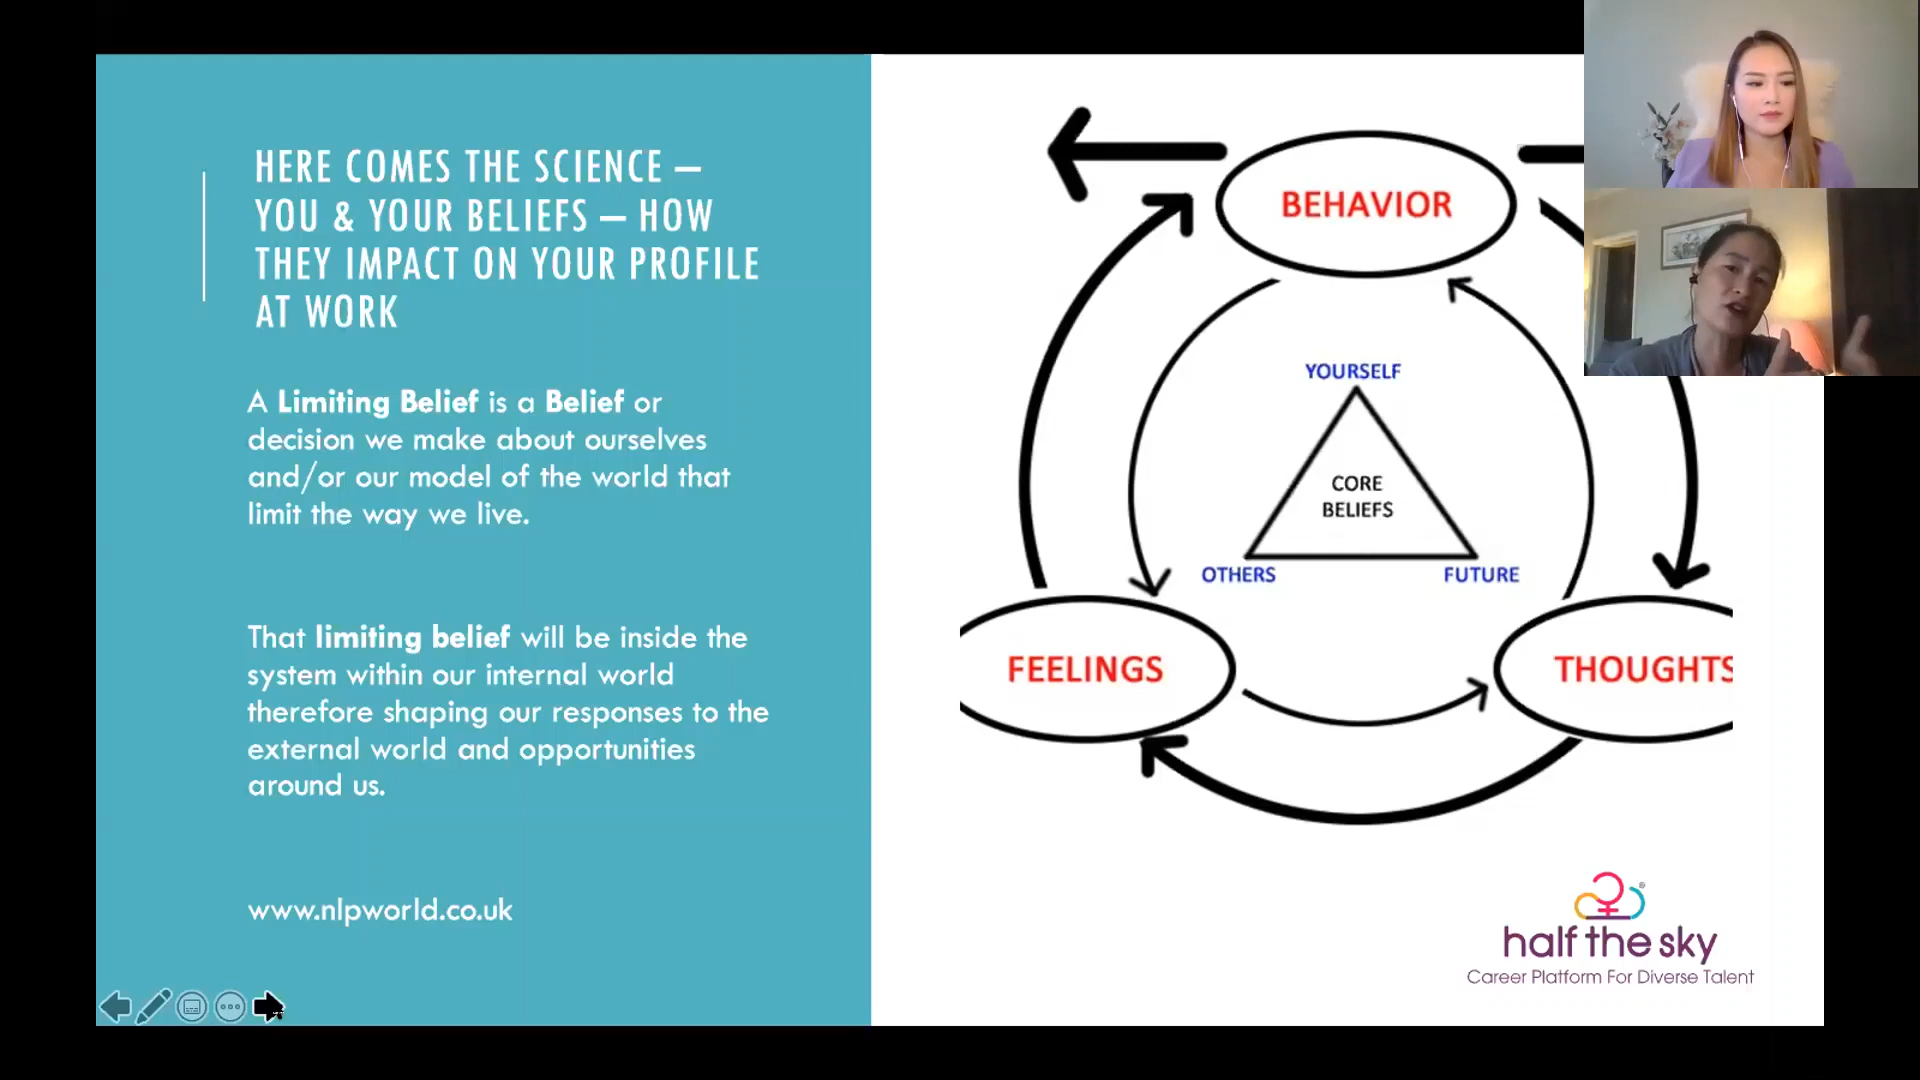 HERE COMES THE SCIENCE –
YOU & YOUR BELIEFS – HOW
THEY IMPACT ON YOUR PROFILE
AT WORK
A Limiting Belief is a Belief or
decision we make about ourselves
and/or our model of the world that
limit the way we live.
That limiting belief will be inside the
system within our internal world
therefore shaping our responses to the
external world and opportunities
around us.
www.nlpworld.co.uk
BEHAVIOR
YOURSELF
CORE
BELIEFS
OTHERS
FUTURE
FEELINGS
THOUGHTS
half the sky
®
Career Platform For Diverse Talent